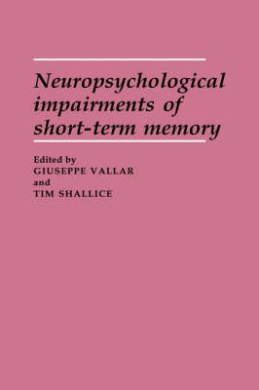 Neuropsychological
impairments of
short-term memory
Edited by
GIUSEPPE VALLAR
and
TIM SHALLICE